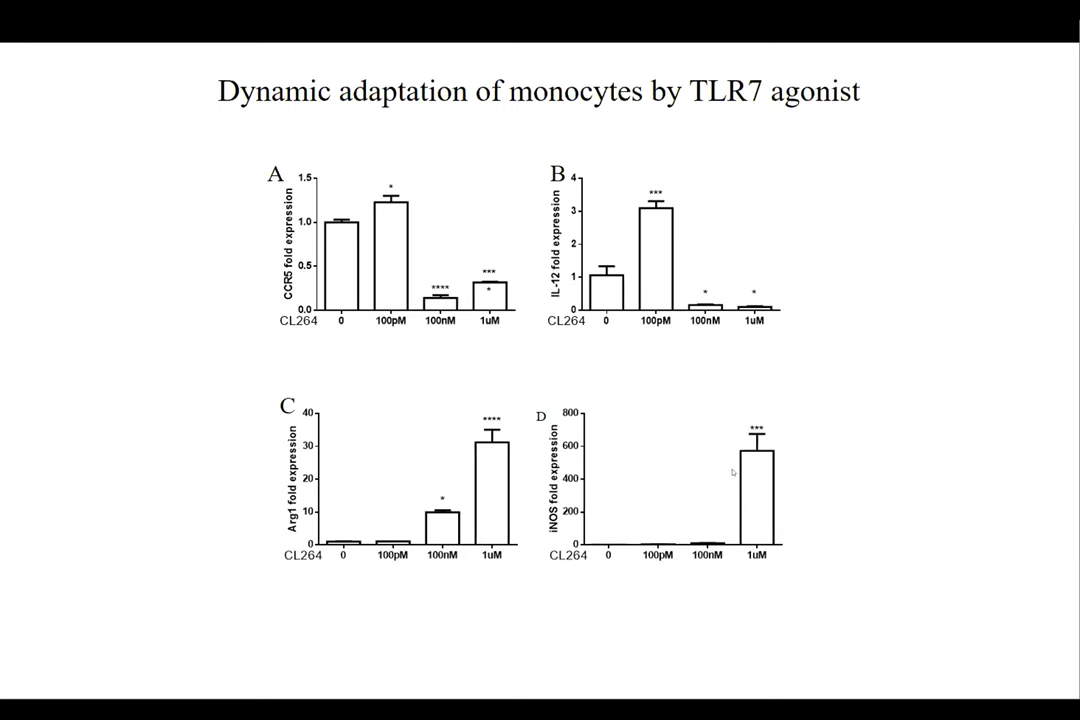 Dynamic adaptation of monocytes by TLR7 agonist
A
CCR5 fold expression
1.5
1.0
0.5
0.0
*
****
***
*
CL264 0 100pM 100nM 1uM
B
IL-12 fold expression
4
3
2
1
0
***
*
*
CL264 0 100pM 100nM 1uM
C
Arg1 fold expression
40
30
20
10
0
*
****
CL264 0 100pM 100nM 1uM
D
iNOS fold expression
800
600
400
200
0
***
CL264 0 100pM 100nM 1uM